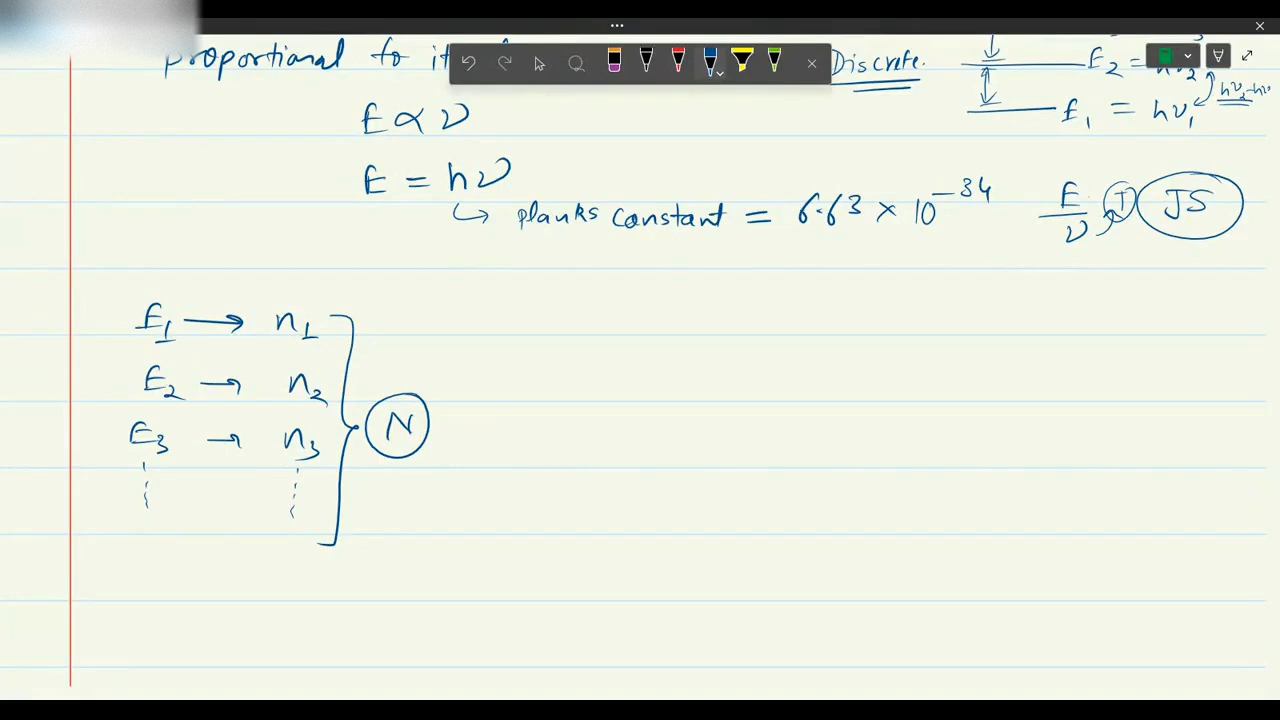 proportional to it Discrete.
E₂ = hν₂
E₁ = hν₁
E ∝ ν
E = hν
↳ planks constant = 6.63 × 10⁻³⁴ E/ν J JS
E₁ → n₁
E₂ → n₂
E₃ → n₃
N